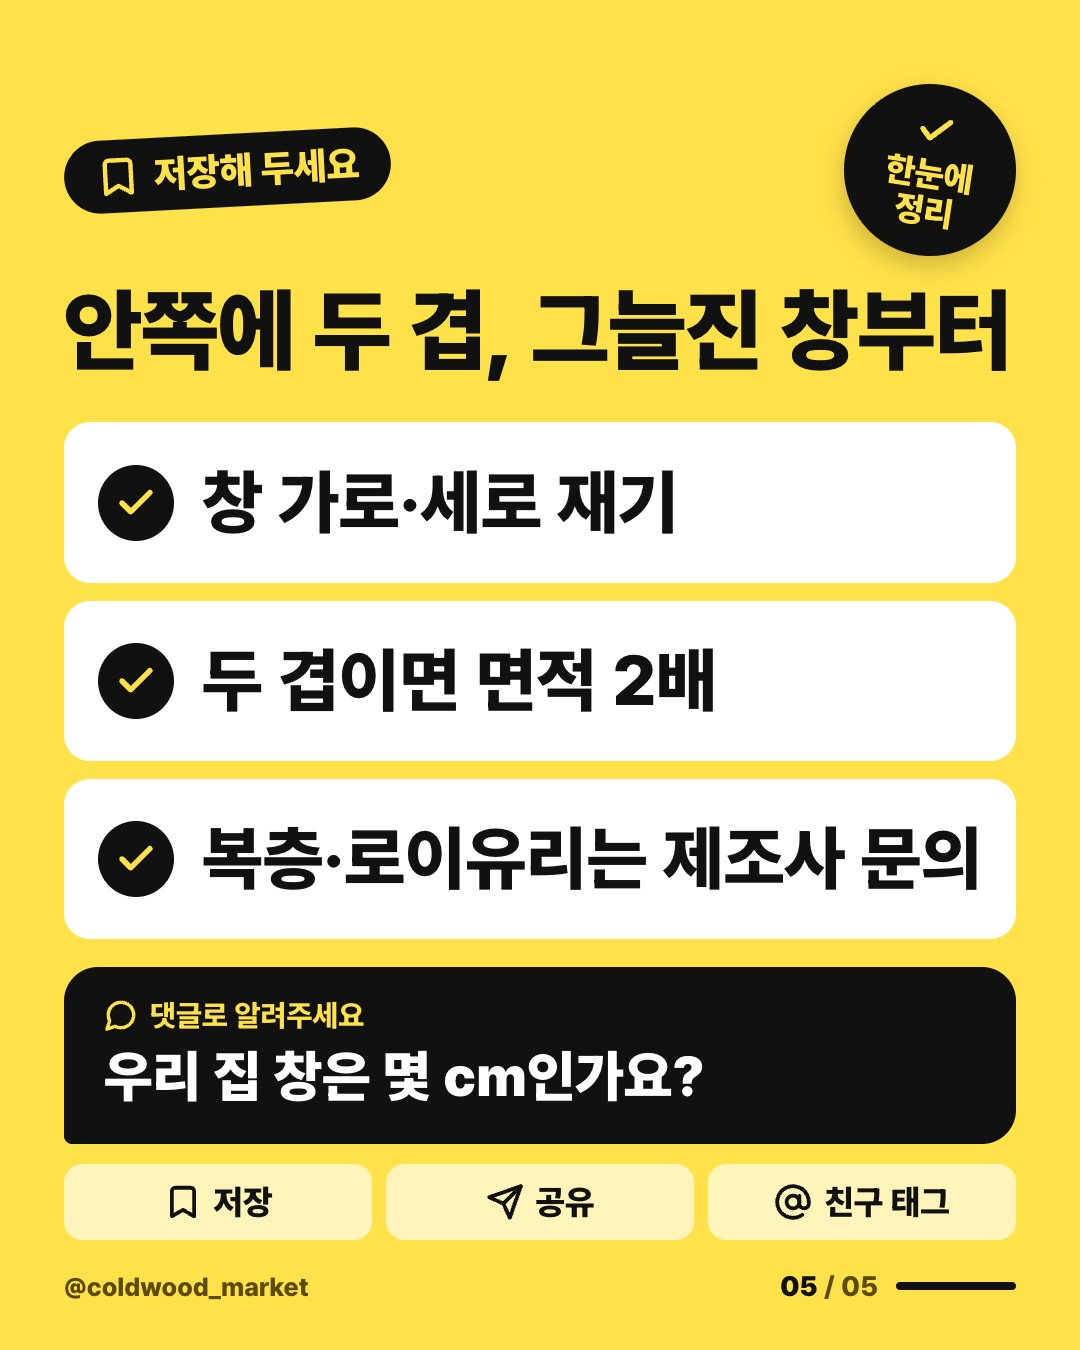 저장해 두세요
한눈에
정리
안쪽에 두 겹, 그늘진 창부터
창 가로·세로 재기
두 겹이면 면적 2배
복층·로이유리는 제조사 문의
댓글로 알려주세요
우리 집 창은 몇 cm인가요?
저장
공유
친구 태그
@coldwood_market
05 / 05